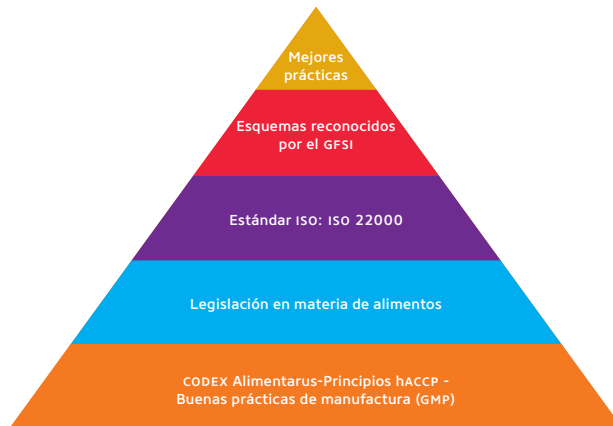 Mejores
prácticas
Esquemas reconocidos
por el GFSI
Estándar ISO: ISO 22000
Legislación en materia de alimentos
CODEX Alimentarus-Principios hACCP -
Buenas prácticas de manufactura (GMP)